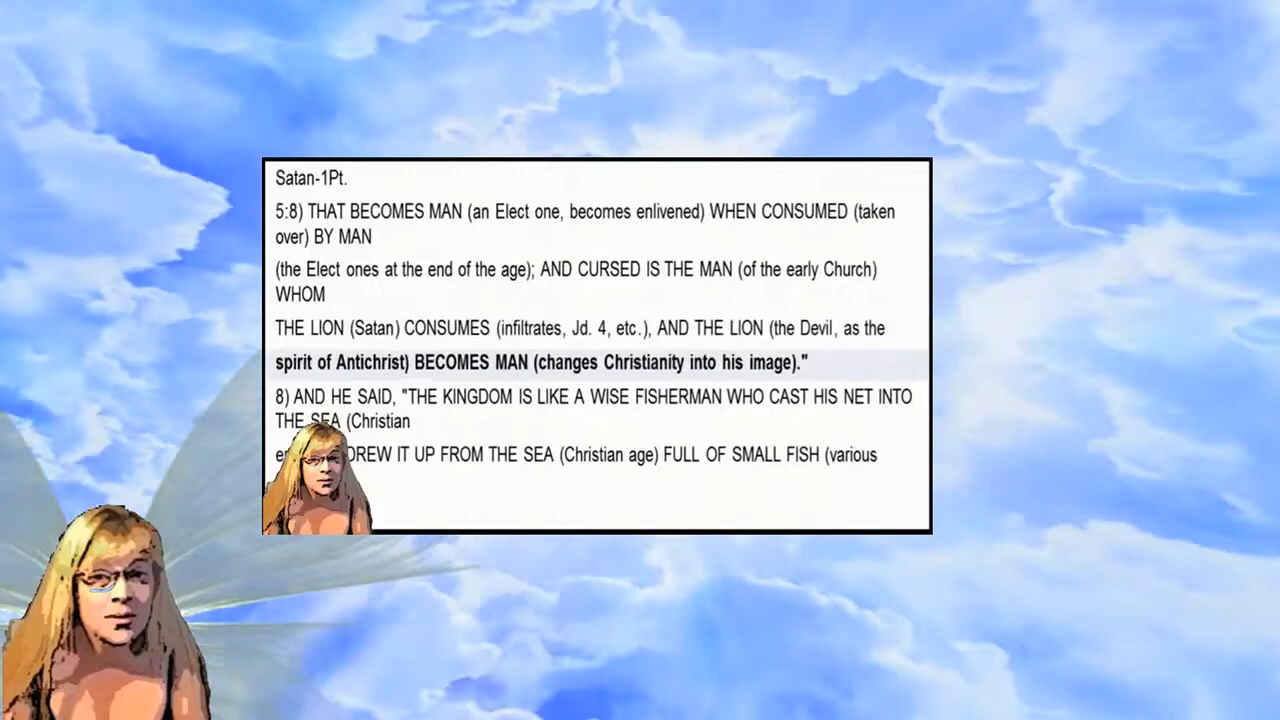 Satan-1Pt.
5:8) THAT BECOMES MAN (an Elect one, becomes enlivened) WHEN CONSUMED (taken
over) BY MAN
(the Elect ones at the end of the age); AND CURSED IS THE MAN (of the early Church)
WHOM
THE LION (Satan) CONSUMES (infiltrates, Jd. 4, etc.), AND THE LION (the Devil, as the
spirit of Antichrist) BECOMES MAN (changes Christianity into his image)."
8) AND HE SAID, "THE KINGDOM IS LIKE A WISE FISHERMAN WHO CAST HIS NET INTO
THE SEA (Christian
DREW IT UP FROM THE SEA (Christian age) FULL OF SMALL FISH (various